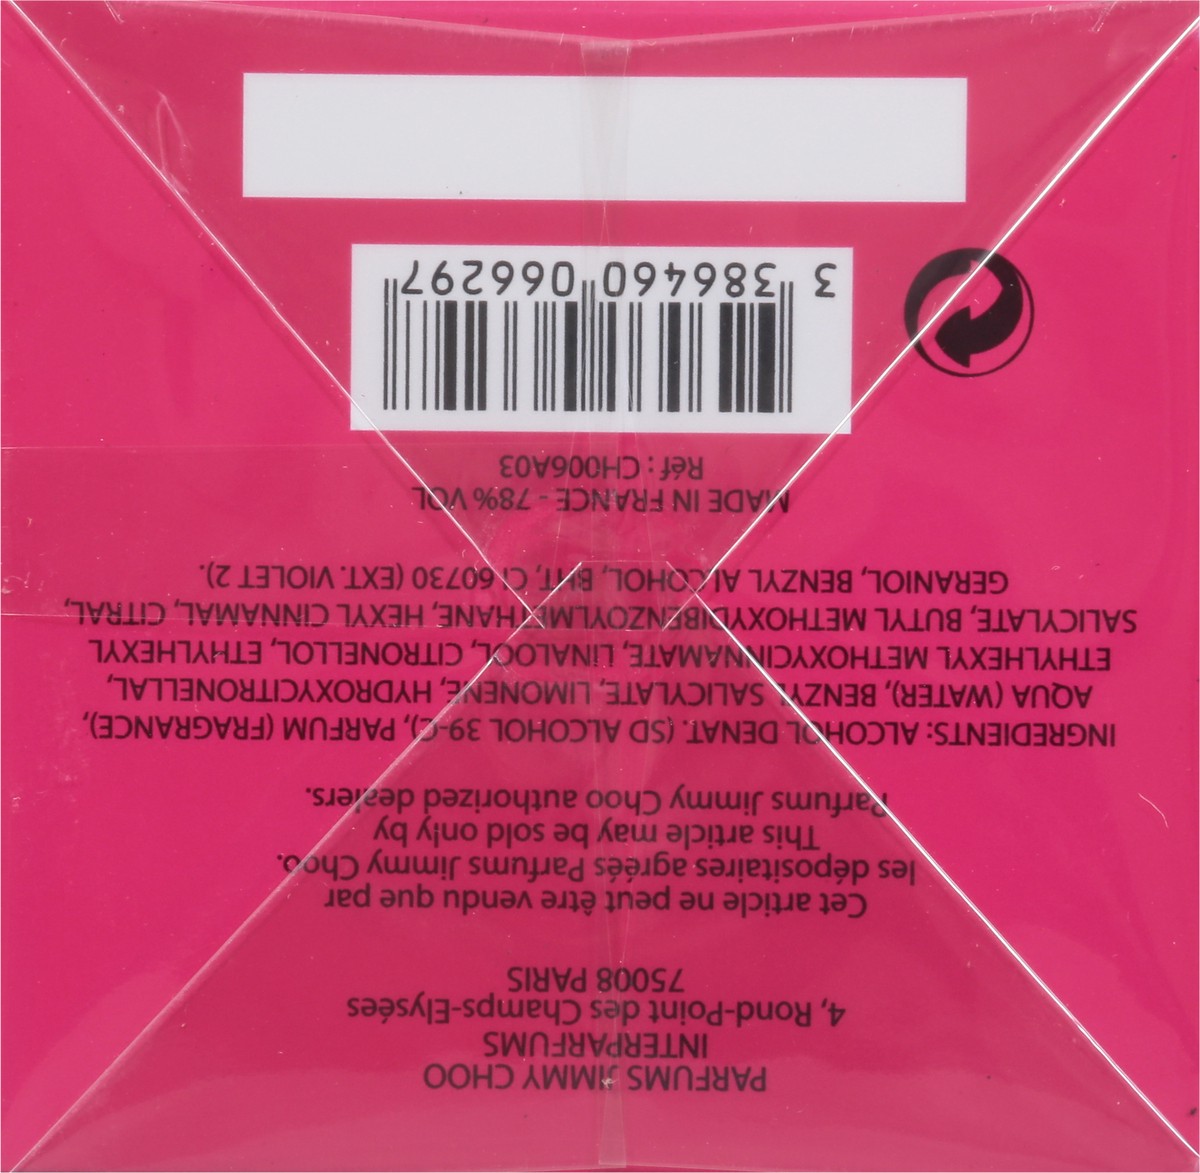 PARFUMS JIMMY CHOO
INTERPARFUMS
4, Rond-Point des Champs-Elysées
75008 PARIS
Cet article ne peut être vendu que par
les dépositaires agréés Parfums Jimmy Choo.
This article may be sold only by
Parfums Jimmy Choo authorized dealers.
INGREDIENTS: ALCOHOL DENAT. (SD ALCOHOL 39-C), PARFUM (FRAGRANCE),
AQUA (WATER), BENZYL SALICYLATE, LIMONENE, HYDROXYCITRONELLAL,
ETHYLHEXYL METHOXYCINNAMATE, LINALOOL, CITRONELLOL, ETHYLHEXYL
SALICYLATE, BUTYL METHOXYDIBENZOYLMETHANE, HEXYL CINNAMAL, CITRAL,
GERANIOL, BENZYL ALCOHOL, BHT, CI 60730 (EXT. VIOLET 2).
MADE IN FRANCE - 78% VOL
Réf : CH006A03
3 386460 066297